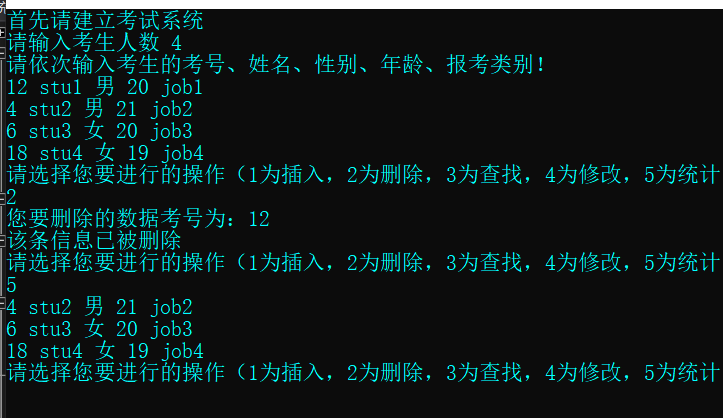 首先请建立考试系统
请输入考生人数 4
请依次输入考生的考号、姓名、性别、年龄、报考类别！
12 stu1 男 20 job1
4 stu2 男 21 job2
6 stu3 女 20 job3
18 stu4 女 19 job4
请选择您要进行的操作（1为插入，2为删除，3为查找，4为修改，5为统计
2
您要删除的数据考号为：12
该条信息已被删除
请选择您要进行的操作（1为插入，2为删除，3为查找，4为修改，5为统计
5
4 stu2 男 21 job2
6 stu3 女 20 job3
18 stu4 女 19 job4
请选择您要进行的操作（1为插入，2为删除，3为查找，4为修改，5为统计